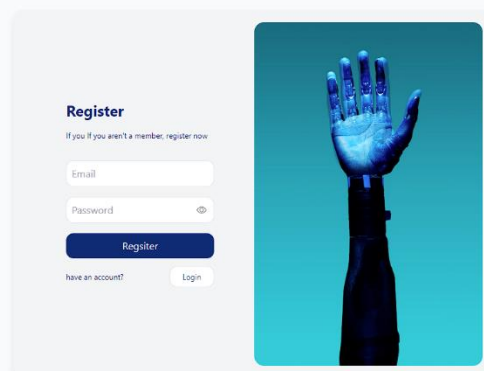 Register
If you If you aren't a member, register now
Email
Password
Regsiter
have an account?
Login